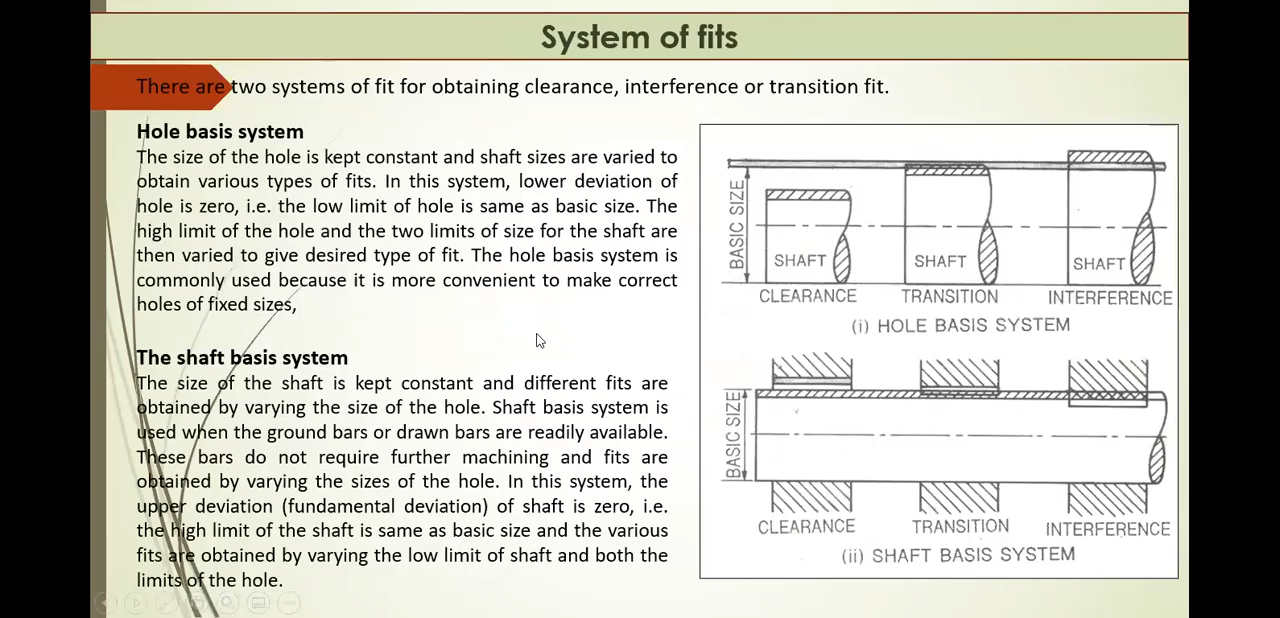 System of fits
There are two systems of fit for obtaining clearance, interference or transition fit.
Hole basis system
The size of the hole is kept constant and shaft sizes are varied to
obtain various types of fits. In this system, lower deviation of
hole is zero, i.e. the low limit of hole is same as basic size. The
high limit of the hole and the two limits of size for the shaft are
then varied to give desired type of fit. The hole basis system is
commonly used because it is more convenient to make correct
holes of fixed sizes,
The shaft basis system
The size of the shaft is kept constant and different fits are
obtained by varying the size of the hole. Shaft basis system is
used when the ground bars or drawn bars are readily available.
These bars do not require further machining and fits are
obtained by varying the sizes of the hole. In this system, the
upper deviation (fundamental deviation) of shaft is zero, i.e.
the high limit of the shaft is same as basic size and the various
fits are obtained by varying the low limit of shaft and both the
limits of the hole.
BASIC SIZE
SHAFT SHAFT SHAFT
CLEARANCE TRANSITION INTERFERENCE
(i) HOLE BASIS SYSTEM
BASIC SIZE
CLEARANCE TRANSITION INTERFERENCE
(ii) SHAFT BASIS SYSTEM